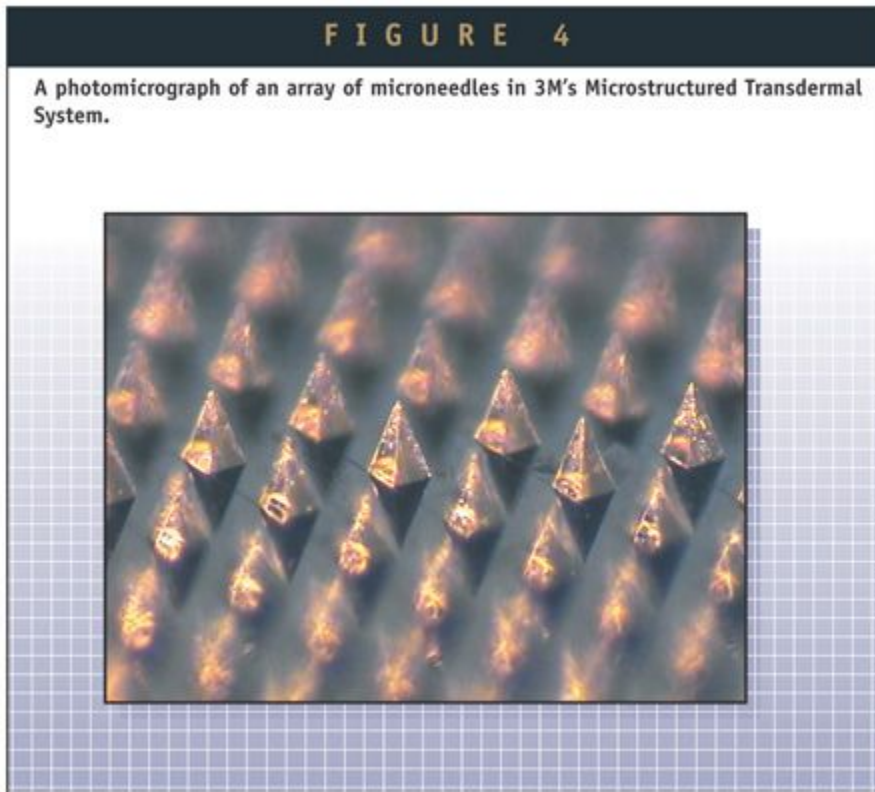 FIGURE 4
A photomicrograph of an array of microneedles in 3M's Microstructured Transdermal
System.